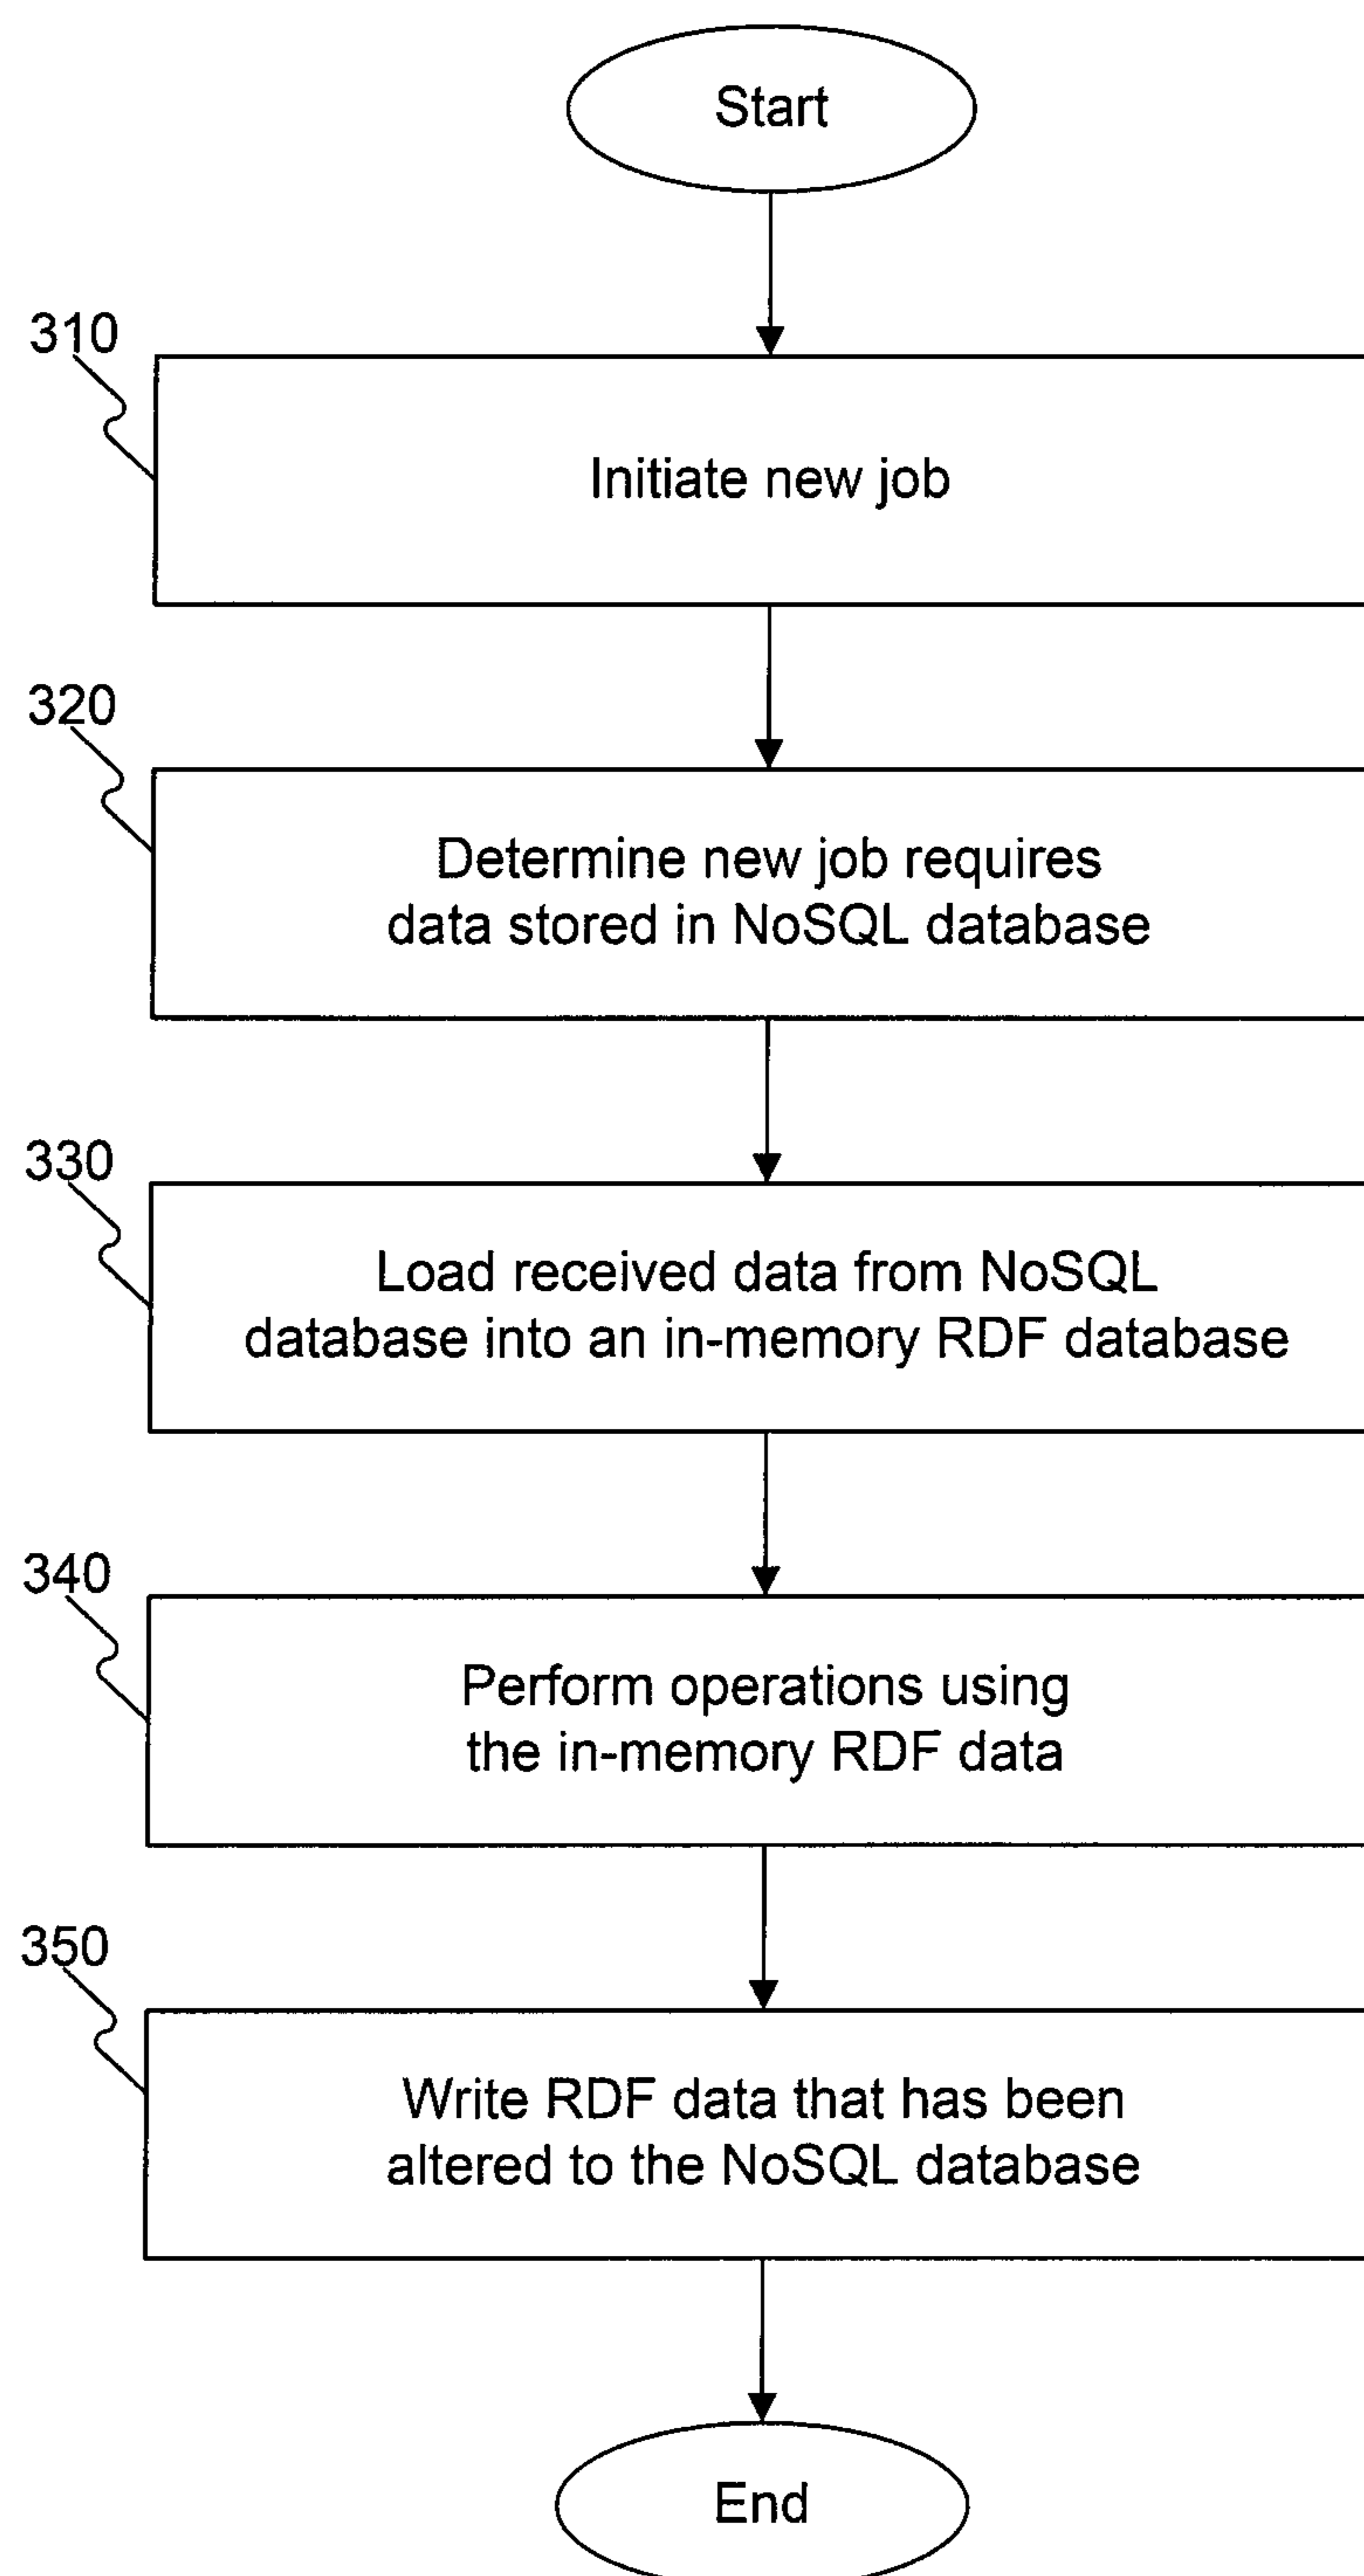 Start
310
Initiate new job
320
Determine new job requires
data stored in NoSQL database
330
Load received data from NoSQL
database into an in-memory RDF database
340
Perform operations using
the in-memory RDF data
350
Write RDF data that has been
altered to the NoSQL database
End